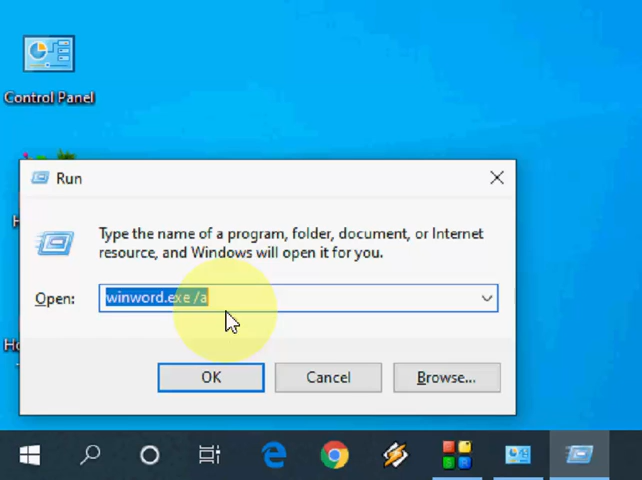 Control Panel
Run
Type the name of a program, folder, document, or Internet
resource, and Windows will open it for you.
Open:
winword.exe /a
OK
Cancel
Browse...